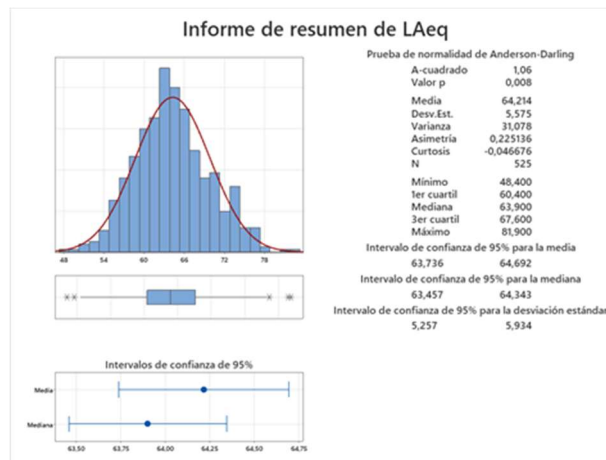 Informe de resumen de LAeq
Prueba de normalidad de Anderson-Darling
A-cuadrado 1,06
Valor p 0,008
Media 64,214
Desv.Est. 5,575
Varianza 31,078
Asimetría 0,225136
Curtosis -0,046676
N 525
Mínimo 48,400
1er cuartil 60,400
Mediana 63,900
3er cuartil 67,600
Máximo 81,900
Intervalo de confianza de 95% para la media
63,736 64,692
Intervalo de confianza de 95% para la mediana
63,457 64,343
Intervalo de confianza de 95% para la desviación estándar
5,257 5,934
48 54 60 66 72 78
Intervalos de confianza de 95%
Media
Mediana
63,50 63,75 64,00 64,25 64,50 64,75